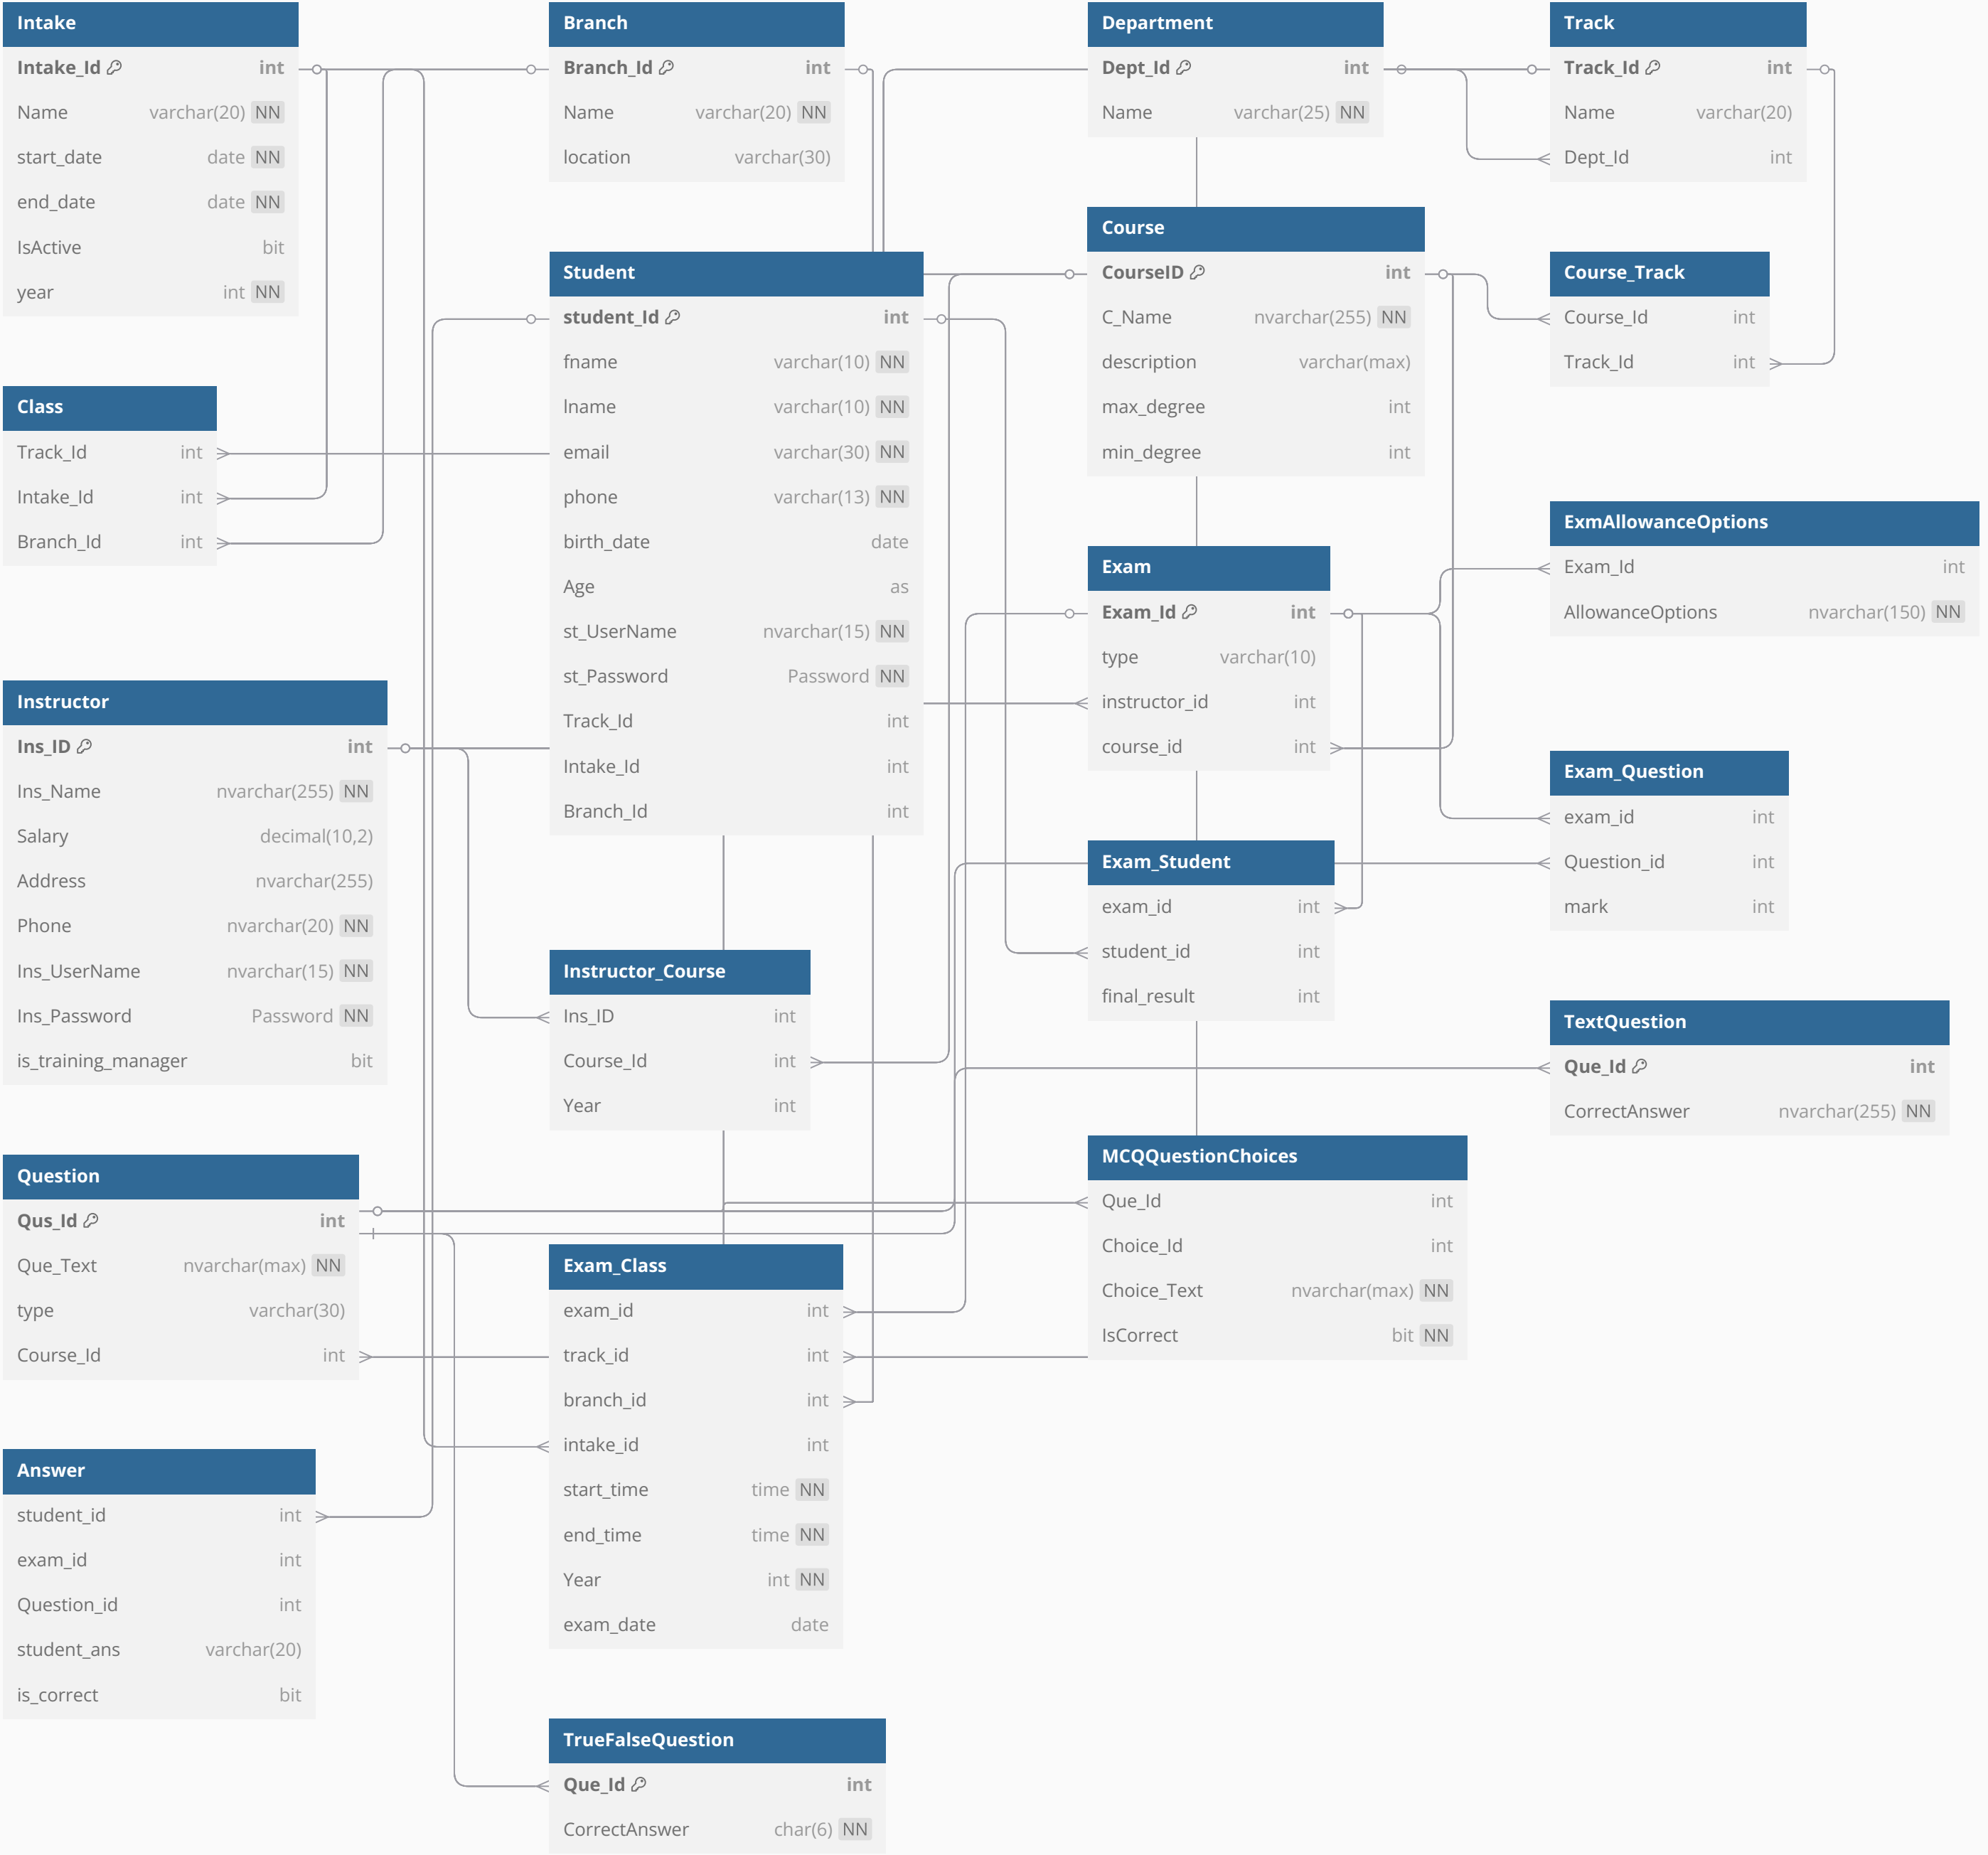 Intake
Intake_Id int
Name varchar(20) NN
start_date date NN
end_date date NN
IsActive bit
year int NN
Class
Track_Id int
Intake_Id int
Branch_Id int
Instructor
Ins_ID int
Ins_Name nvarchar(255) NN
Salary decimal(10,2)
Address nvarchar(255)
Phone nvarchar(20) NN
Ins_UserName nvarchar(15) NN
Ins_Password Password NN
is_training_manager bit
Question
Qus_Id int
Que_Text nvarchar(max) NN
type varchar(30)
Course_Id int
Answer
student_id int
exam_id int
Question_id int
student_ans varchar(20)
is_correct bit
Branch
Branch_Id int
Name varchar(20) NN
location varchar(30)
Student
student_Id int
fname varchar(10) NN
lname varchar(10) NN
email varchar(30) NN
phone varchar(13) NN
birth_date date
Age as
st_UserName nvarchar(15) NN
st_Password Password NN
Track_Id int
Intake_Id int
Branch_Id int
Instructor_Course
Ins_ID int
Course_Id int
Year int
Exam_Class
exam_id int
track_id int
branch_id int
intake_id int
start_time time NN
end_time time NN
Year int NN
exam_date date
TrueFalseQuestion
Que_Id int
CorrectAnswer char(6) NN
Department
Dept_Id int
Name varchar(25) NN
Course
CourseID int
C_Name nvarchar(255) NN
description varchar(max)
max_degree int
min_degree int
Exam
Exam_Id int
type varchar(10)
instructor_id int
course_id int
Exam_Student
exam_id int
student_id int
final_result int
MCQQuestionChoices
Que_Id int
Choice_Id int
Choice_Text nvarchar(max) NN
IsCorrect bit NN
Track
Track_Id int
Name varchar(20)
Dept_Id int
Course_Track
Course_Id int
Track_Id int
ExmAllowanceOptions
Exam_Id int
AllowanceOptions nvarchar(150) NN
Exam_Question
exam_id int
Question_id int
mark int
TextQuestion
Que_Id int
CorrectAnswer nvarchar(255) NN